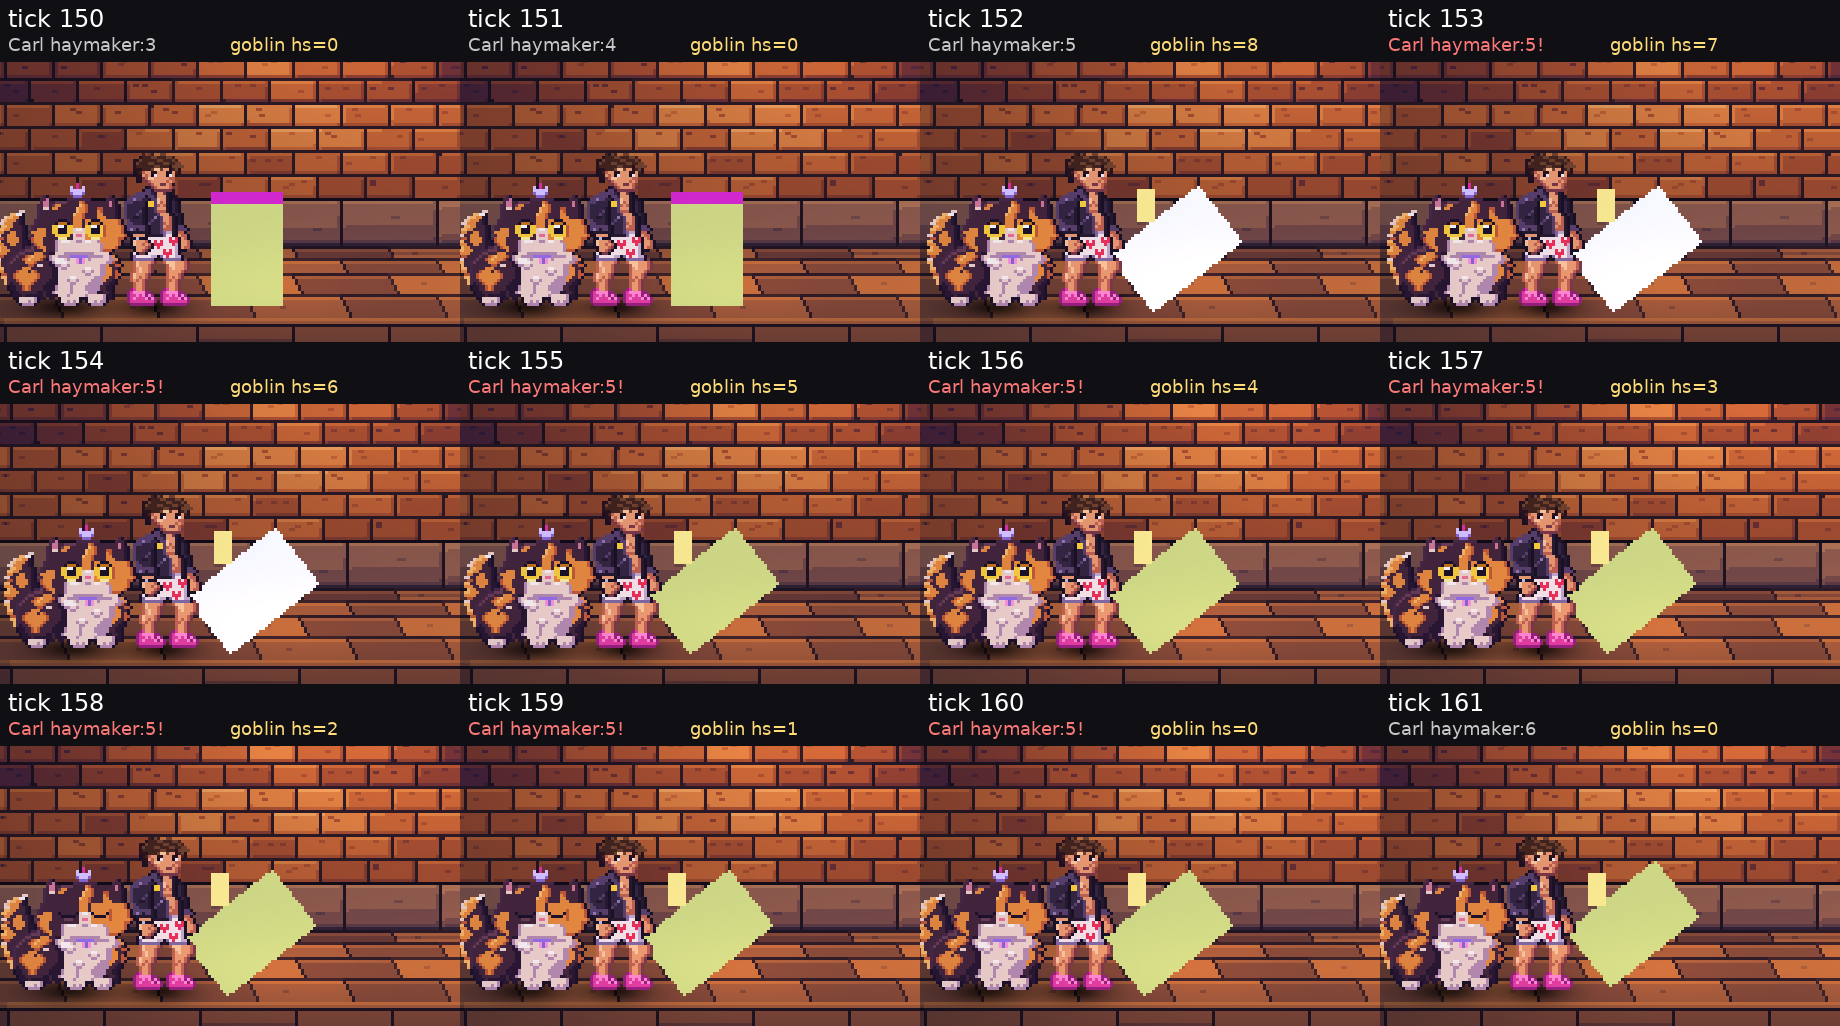 tick 150
Carl haymaker:3 goblin hs=0
tick 151
Carl haymaker:4 goblin hs=0
tick 152
Carl haymaker:5 goblin hs=8
tick 153
Carl haymaker:5! goblin hs=7
tick 154
Carl haymaker:5! goblin hs=6
tick 155
Carl haymaker:5! goblin hs=5
tick 156
Carl haymaker:5! goblin hs=4
tick 157
Carl haymaker:5! goblin hs=3
tick 158
Carl haymaker:5! goblin hs=2
tick 159
Carl haymaker:5! goblin hs=1
tick 160
Carl haymaker:5! goblin hs=0
tick 161
Carl haymaker:6 goblin hs=0